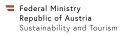 Federal Ministry
Republic of Austria
Sustainability and Tourism